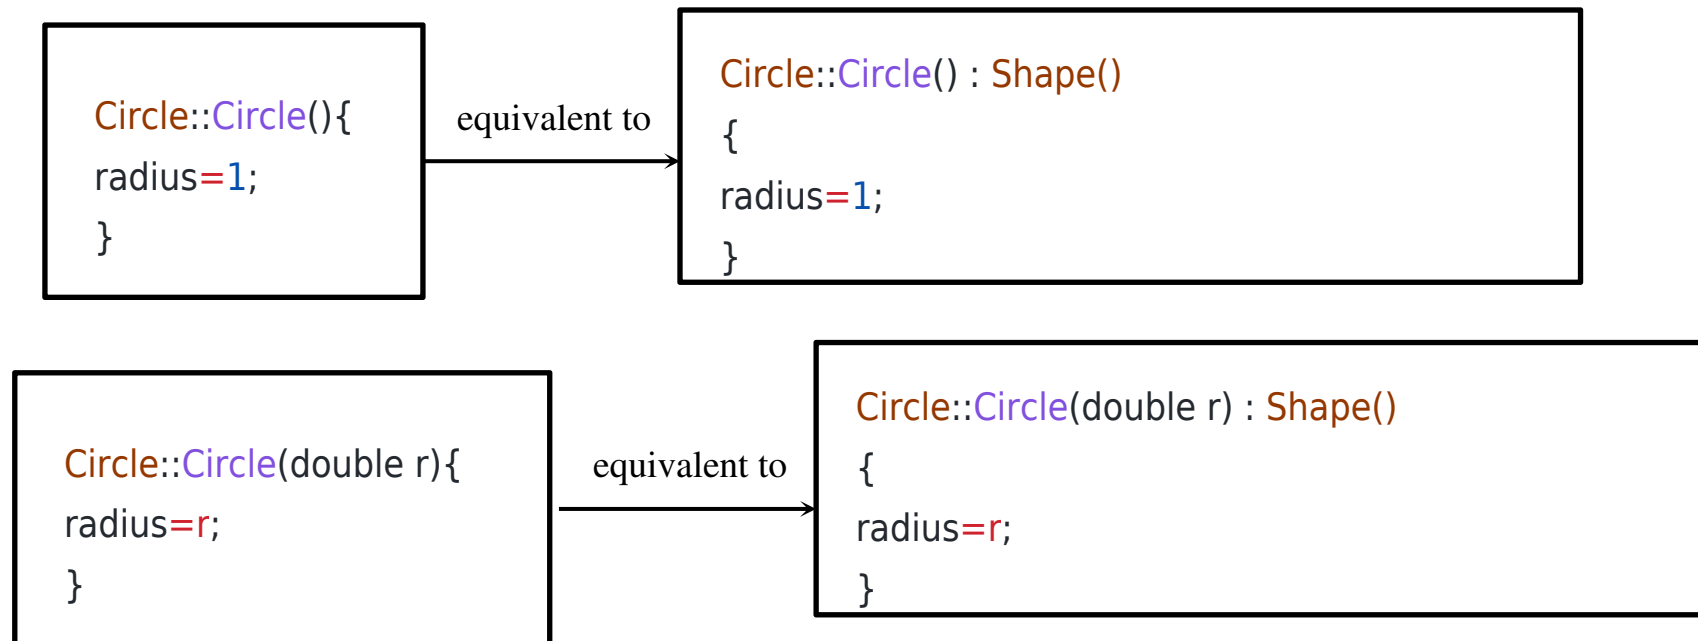 Circle::Circle(){
radius=1;
}
equivalent to
Circle::Circle() : Shape()
{
radius=1;
}
Circle::Circle(double r){
radius=r;
}
equivalent to
Circle::Circle(double r) : Shape()
{
radius=r;
}